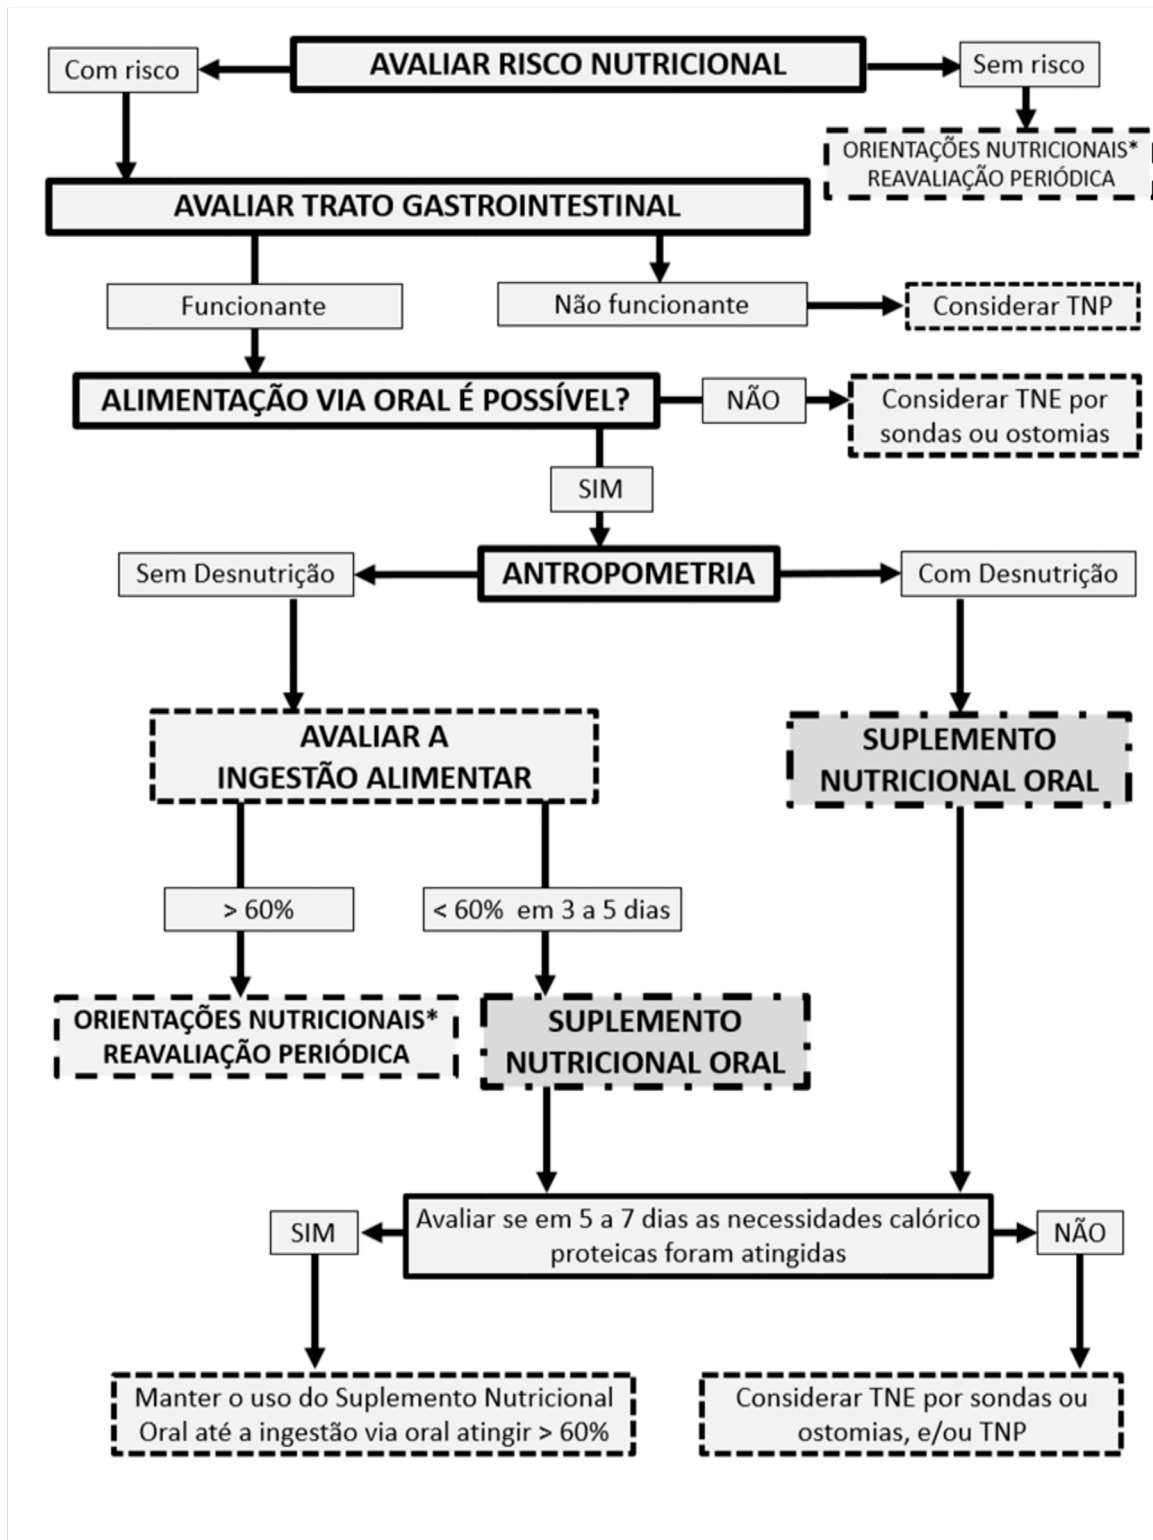 AVALIAR RISCO NUTRICIONAL
Com risco
Sem risco
ORIENTAÇÕES NUTRICIONAIS*
REAVALIAÇÃO PERIÓDICA
AVALIAR TRATO GASTROINTESTINAL
Funcionante
Não funcionante
Considerar TNP
ALIMENTAÇÃO VIA ORAL É POSSÍVEL?
NÃO
Considerar TNE por
sondas ou ostomias
SIM
ANTROPOMETRIA
Sem Desnutrição
Com Desnutrição
AVALIAR A
INGESTÃO ALIMENTAR
SUPLEMENTO
NUTRICIONAL ORAL
> 60%
< 60% em 3 a 5 dias
ORIENTAÇÕES NUTRICIONAIS*
REAVALIAÇÃO PERIÓDICA
SUPLEMENTO
NUTRICIONAL ORAL
Avaliar se em 5 a 7 dias as necessidades calórico
proteicas foram atingidas
SIM
NÃO
Manter o uso do Suplemento Nutricional
Oral até a ingestão via oral atingir > 60%
Considerar TNE por sondas ou
ostomias, e/ou TNP